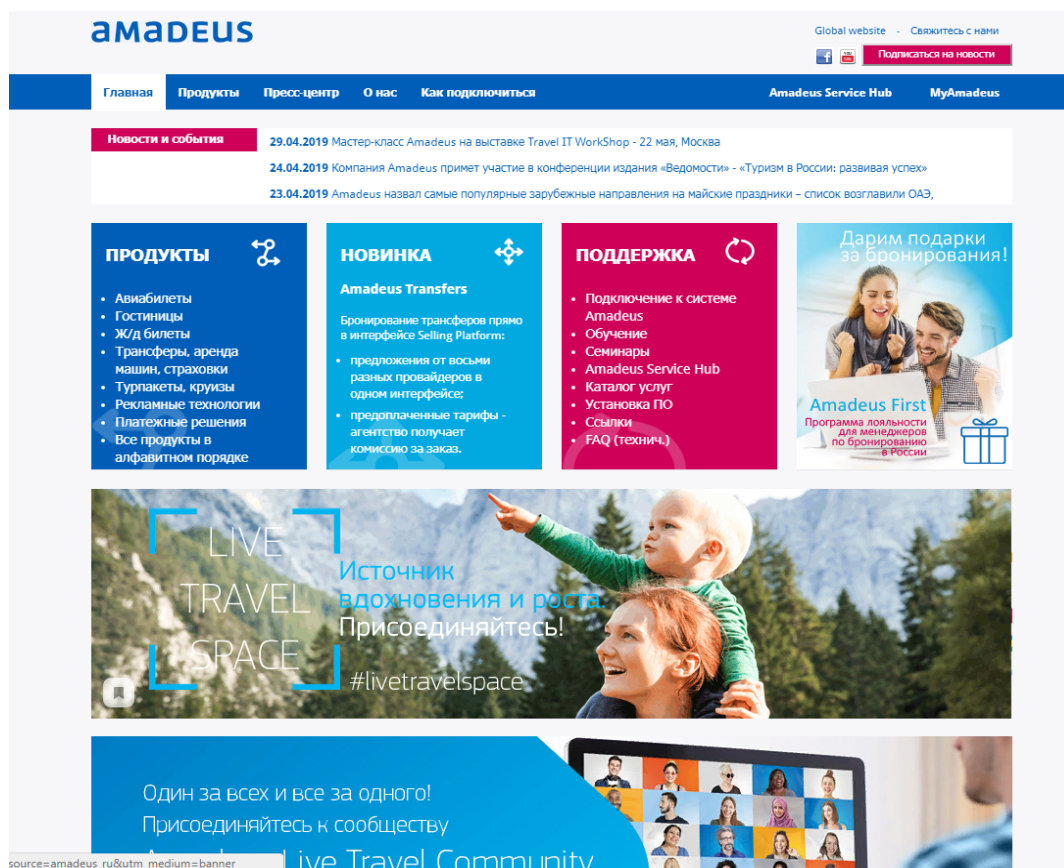 amadeus
Global website - Свяжитесь с нами
Подписаться на новости
Главная Продукты Пресс-центр О нас Как подключиться Amadeus Service Hub MyAmadeus
Новости и события
29.04.2019 Мастер-класс Amadeus на выставке Travel IT WorkShop - 22 мая, Москва
24.04.2019 Компания Amadeus примет участие в конференции издания «Ведомости» - «Туризм в России: развивая успех»
23.04.2019 Amadeus назвал самые популярные зарубежные направления на майские праздники – список возглавили ОАЭ,
ПРОДУКТЫ
• Авиабилеты
• Гостиницы
• Ж/д билеты
• Трансферы, аренда
машин, страховки
• Турпакеты, круизы
• Рекламные технологии
• Платежные решения
• Все продукты в
алфавитном порядке
НОВИНКА
Amadeus Transfers
Бронирование трансферов прямо
в интерфейсе Selling Platform:
• предложения от восьми
разных провайдеров в
одном интерфейсе;
• предоплаченные тарифы -
агентство получает
комиссию за заказ.
ПОДДЕРЖКА
• Подключение к системе
Amadeus
• Обучение
• Семинары
• Amadeus Service Hub
• Каталог услуг
• Установка ПО
• Ссылки
• FAQ (технич.)
Дарим подарки
за бронирования!
Amadeus First
Программа лояльности
для менеджеров
по бронированию
в России
LIVE
TRAVEL
SPACE
Источник
вдохновения и роста.
Присоединяйтесь!
#livetravelspace
Один за всех и все за одного!
Присоединяйтесь к сообществу
Live Travel Community
source=amadeus_ru&utm_medium=banner